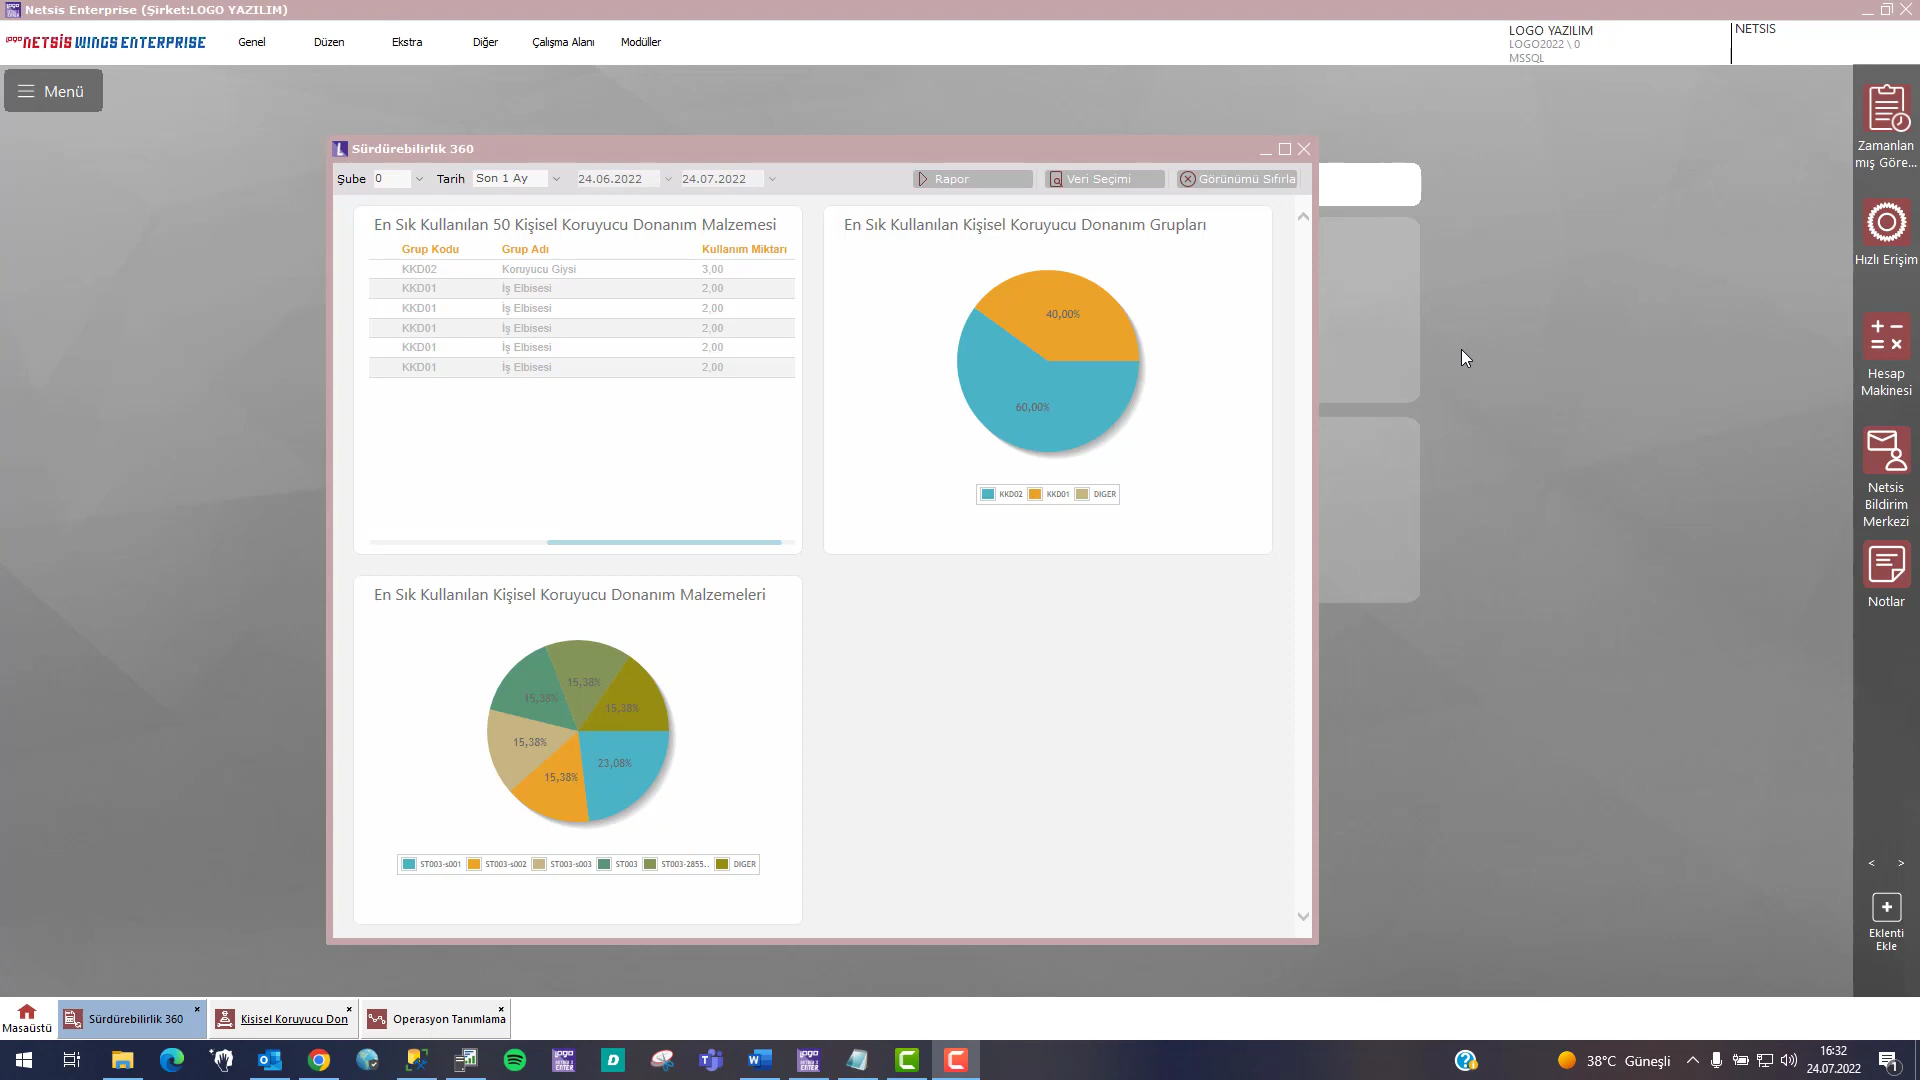 Netsis Enterprise (Şirket:LOGO YAZILIM)
LOGO NETSİS WINGS ENTERPRISE
Genel
Düzen
Ekstra
Diğer
Çalışma Alanı
Modüller
LOGO YAZILIM
LOGO2022 \ 0
MSSQL
NETSIS
Menü
Sürdürebilirlik 360
Şube 0
Tarih Son 1 Ay
24.06.2022
24.07.2022
Rapor
Veri Seçimi
Görünümü Sıfırla
En Sık Kullanılan 50 Kişisel Koruyucu Donanım Malzemesi
Grup Kodu Grup Adı Kullanım Miktarı
KKD02 Koruyucu Giysi 3,00
KKD01 İş Elbisesi 2,00
KKD01 İş Elbisesi 2,00
KKD01 İş Elbisesi 2,00
KKD01 İş Elbisesi 2,00
KKD01 İş Elbisesi 2,00
En Sık Kullanılan Kişisel Koruyucu Donanım Grupları
40,00%
60,00%
KKD02 KKD01 DIGER
En Sık Kullanılan Kişisel Koruyucu Donanım Malzemeleri
15,38%
15,38%
15,38%
15,38%
23,08%
15,38%
ST003-s001 ST003-s002 ST003-s003 ST003 ST003-2855.. DIGER
Zamanlan
mış Göre...
Hızlı Erişim
Hesap
Makinesi
Netsis
Bildirim
Merkezi
Notlar
< >
Eklenti
Ekle
Masaüstü
Sürdürebilirlik 360
Kişisel Koruyucu Don
Operasyon Tanımlama
38°C Güneşli
16:32
24.07.2022
1